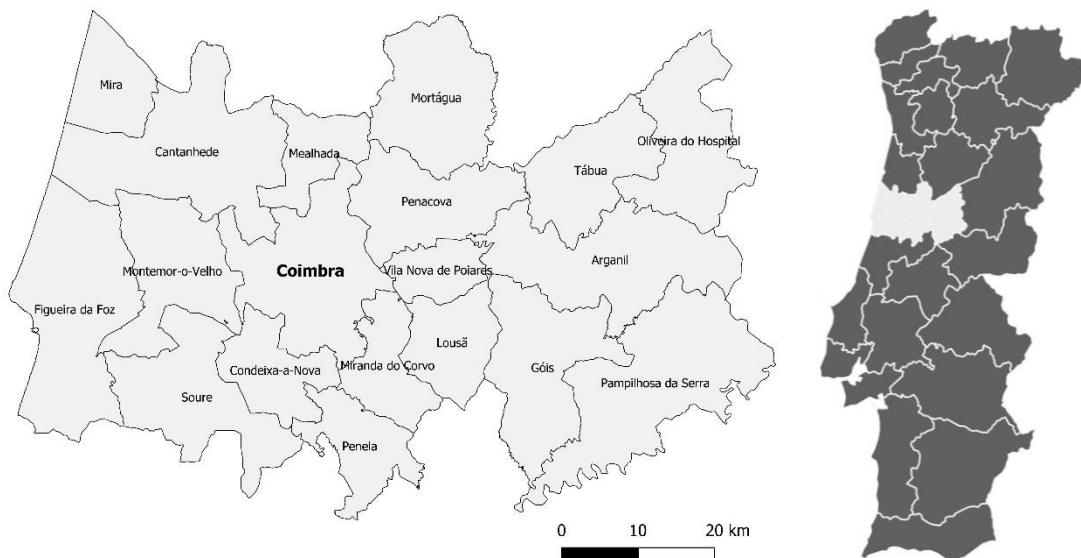 Mira
Mortágua
Oliveira do Hospital
Cantanhede
Mealhada
Tábua
Penacova
Arganil
Coimbra
Montemor-o-Velho
Vila Nova de Poiares
Figueira da Foz
Lousã
Condeixa-a-Nova
Miranda do Corvo
Góis
Pampilhosa da Serra
Soure
Penela
0 10 20 km